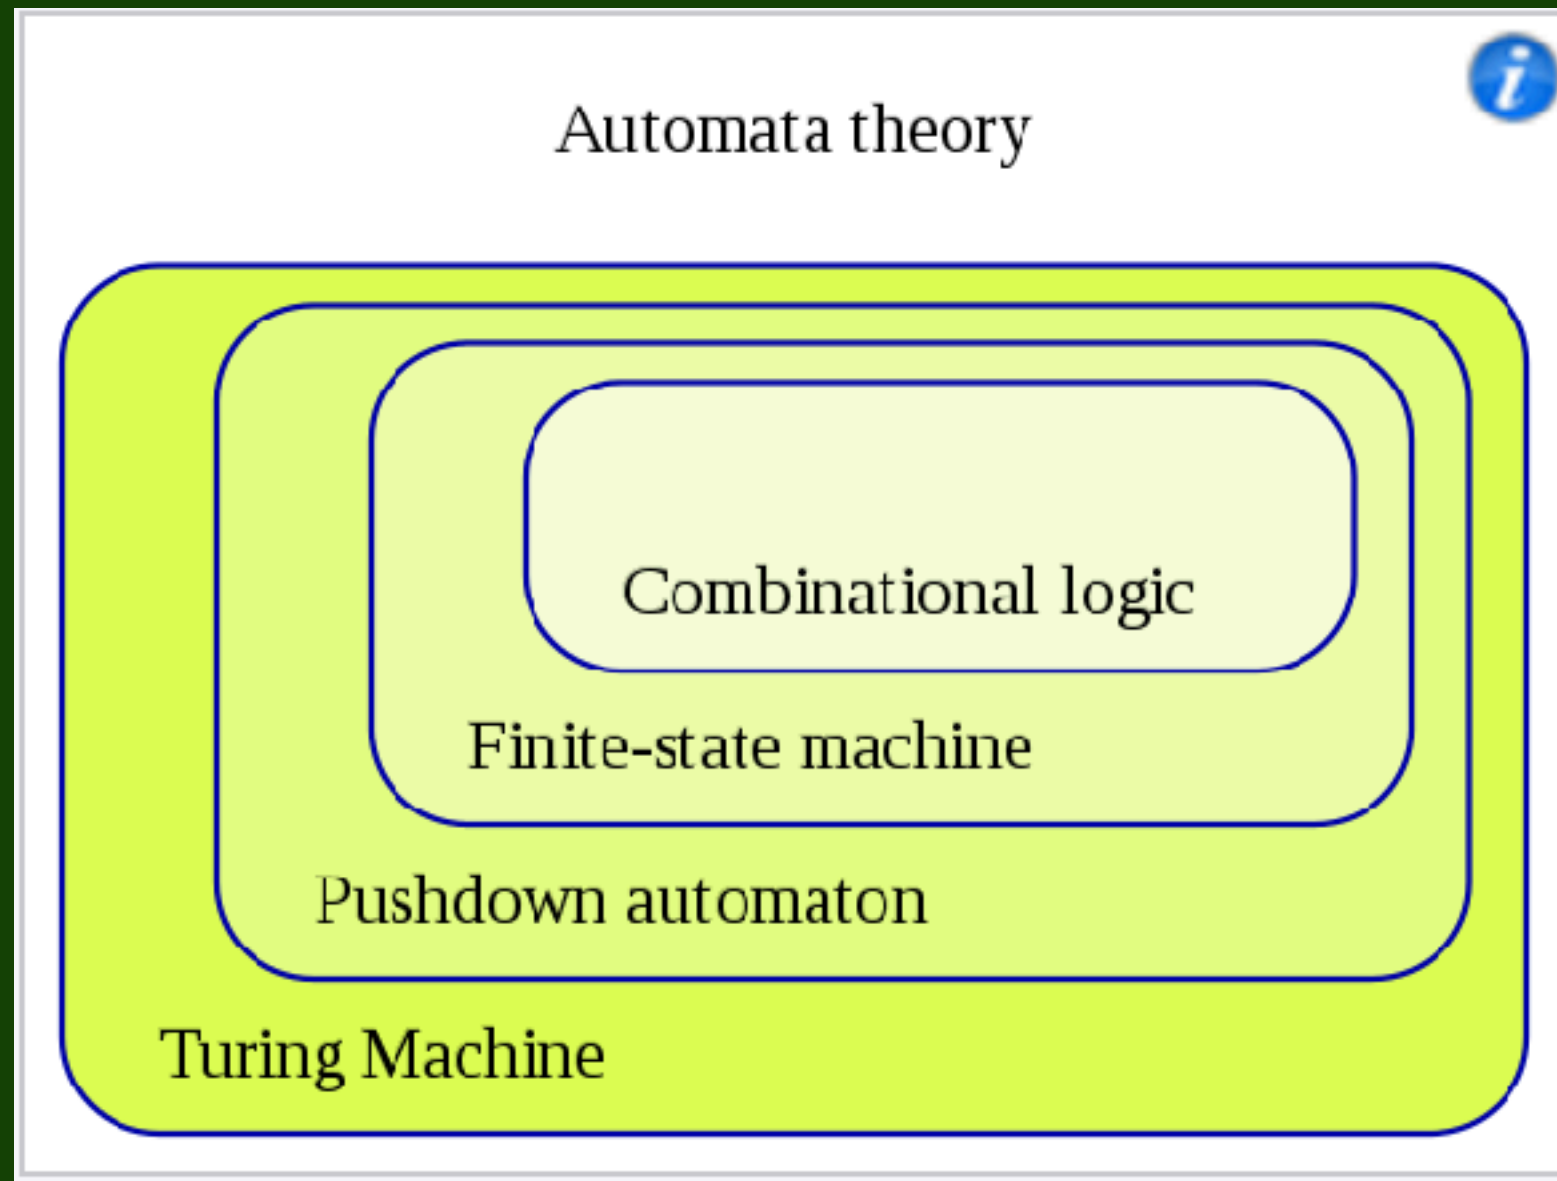 Automata theory
Combinational logic
Finite-state machine
Pushdown automaton
Turing Machine